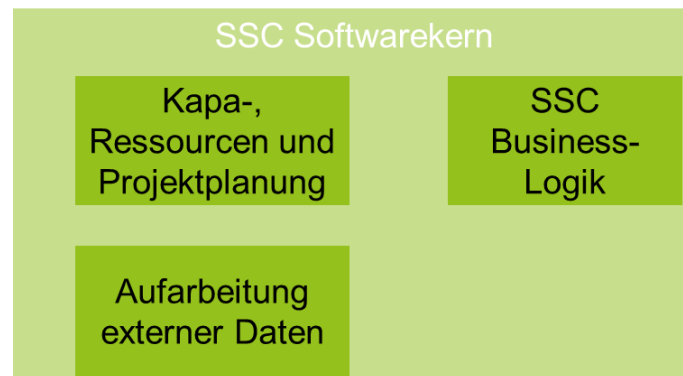 SSC Softwarekern
Kapa-,
Ressourcen und
Projektplanung
SSC
Business-
Logik
Aufarbeitung
externer Daten